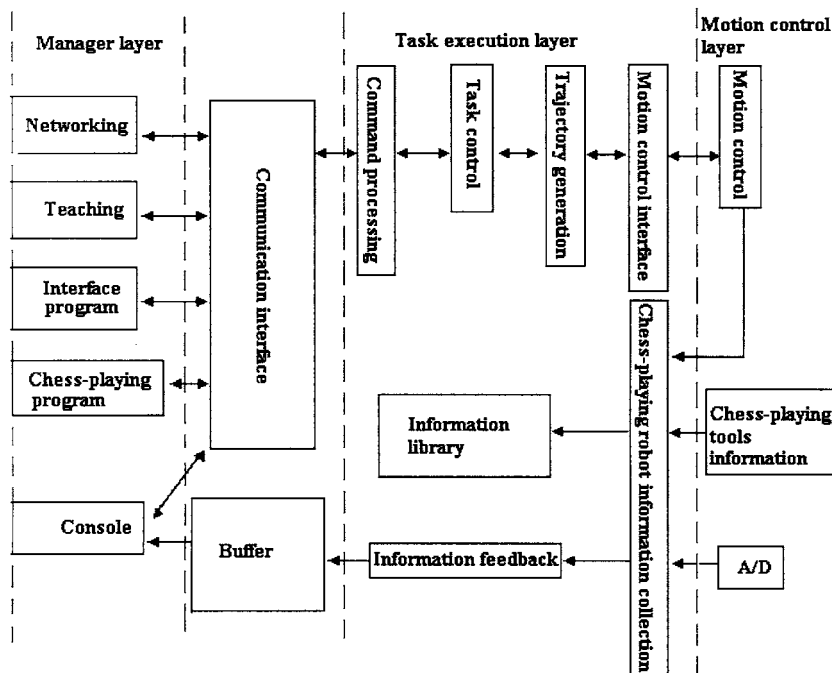 Manager layer
Task execution layer
Motion control
layer
Networking
Teaching
Interface
program
Chess-playing
program
Console
Communication interface
Buffer
Command processing
Task control
Trajectory generation
Motion control interface
Motion control
Information
library
Information feedback
Chess-playing robot information collection
Chess-playing
tools
information
A/D